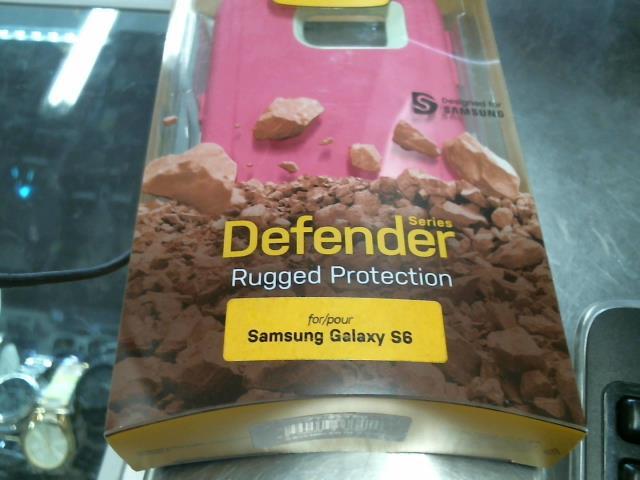 Designed for
SAMSUNG
Defender Series
Rugged Protection
for/pour
Samsung Galaxy S6